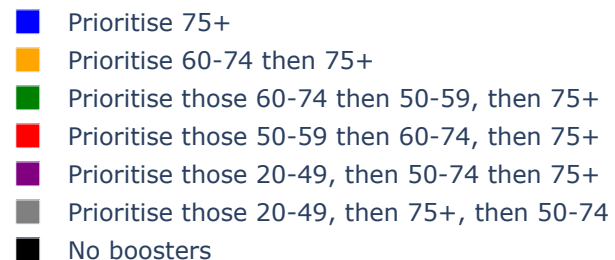 Prioritise 75+
Prioritise 60-74 then 75+
Prioritise those 60-74 then 50-59, then 75+
Prioritise those 50-59 then 60-74, then 75+
Prioritise those 20-49, then 50-74 then 75+
Prioritise those 20-49, then 75+, then 50-74
No boosters